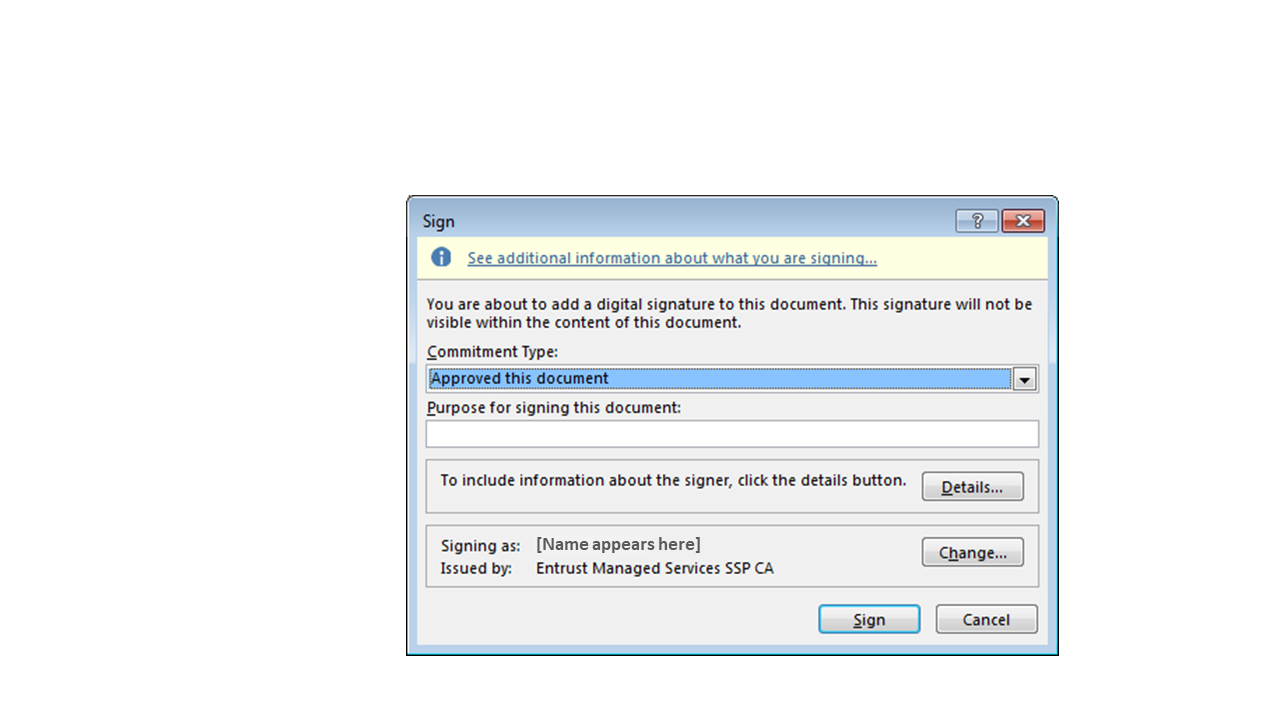 Sign
?
See additional information about what you are signing...
You are about to add a digital signature to this document. This signature will not be
visible within the content of this document.
Commitment Type:
Approved this document
Purpose for signing this document:
To include information about the signer, click the details button.
Details...
Signing as: [Name appears here]
Issued by: Entrust Managed Services SSP CA
Change...
Sign
Cancel